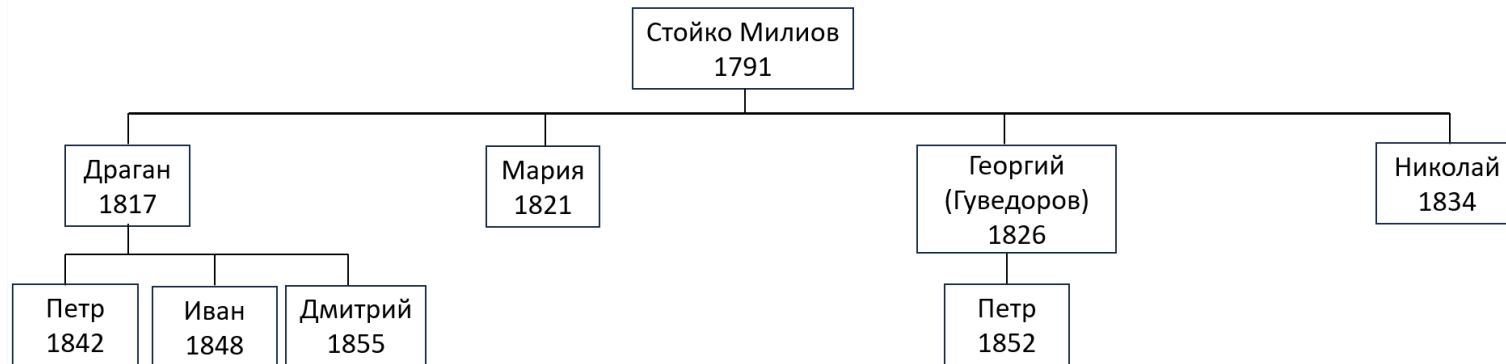 Стойко Милиов
1791
Драган
1817
Мария
1821
Георгий
(Гуведоров)
1826
Николай
1834
Петр
1842
Иван
1848
Дмитрий
1855
Петр
1852